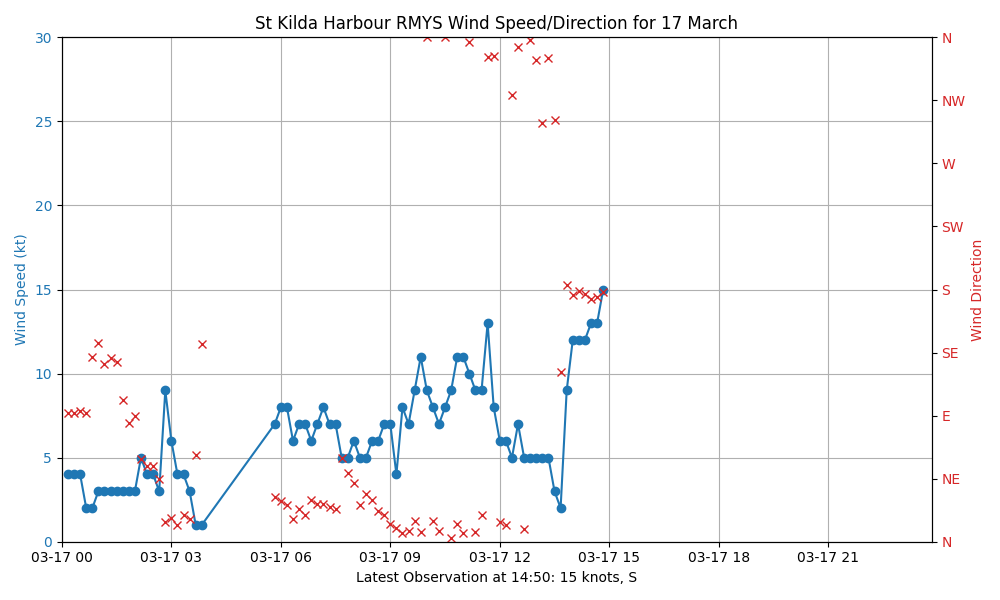 St Kilda Harbour RMYS Wind Speed/Direction for 17 March
30
25
20
15
10
5
0
Wind Speed (kt)
N
NW
W
SW
S
SE
E
NE
N
Wind Direction
03-17 00
03-17 03
03-17 06
03-17 09
03-17 12
03-17 15
03-17 18
03-17 21
Latest Observation at 14:50: 15 knots, S